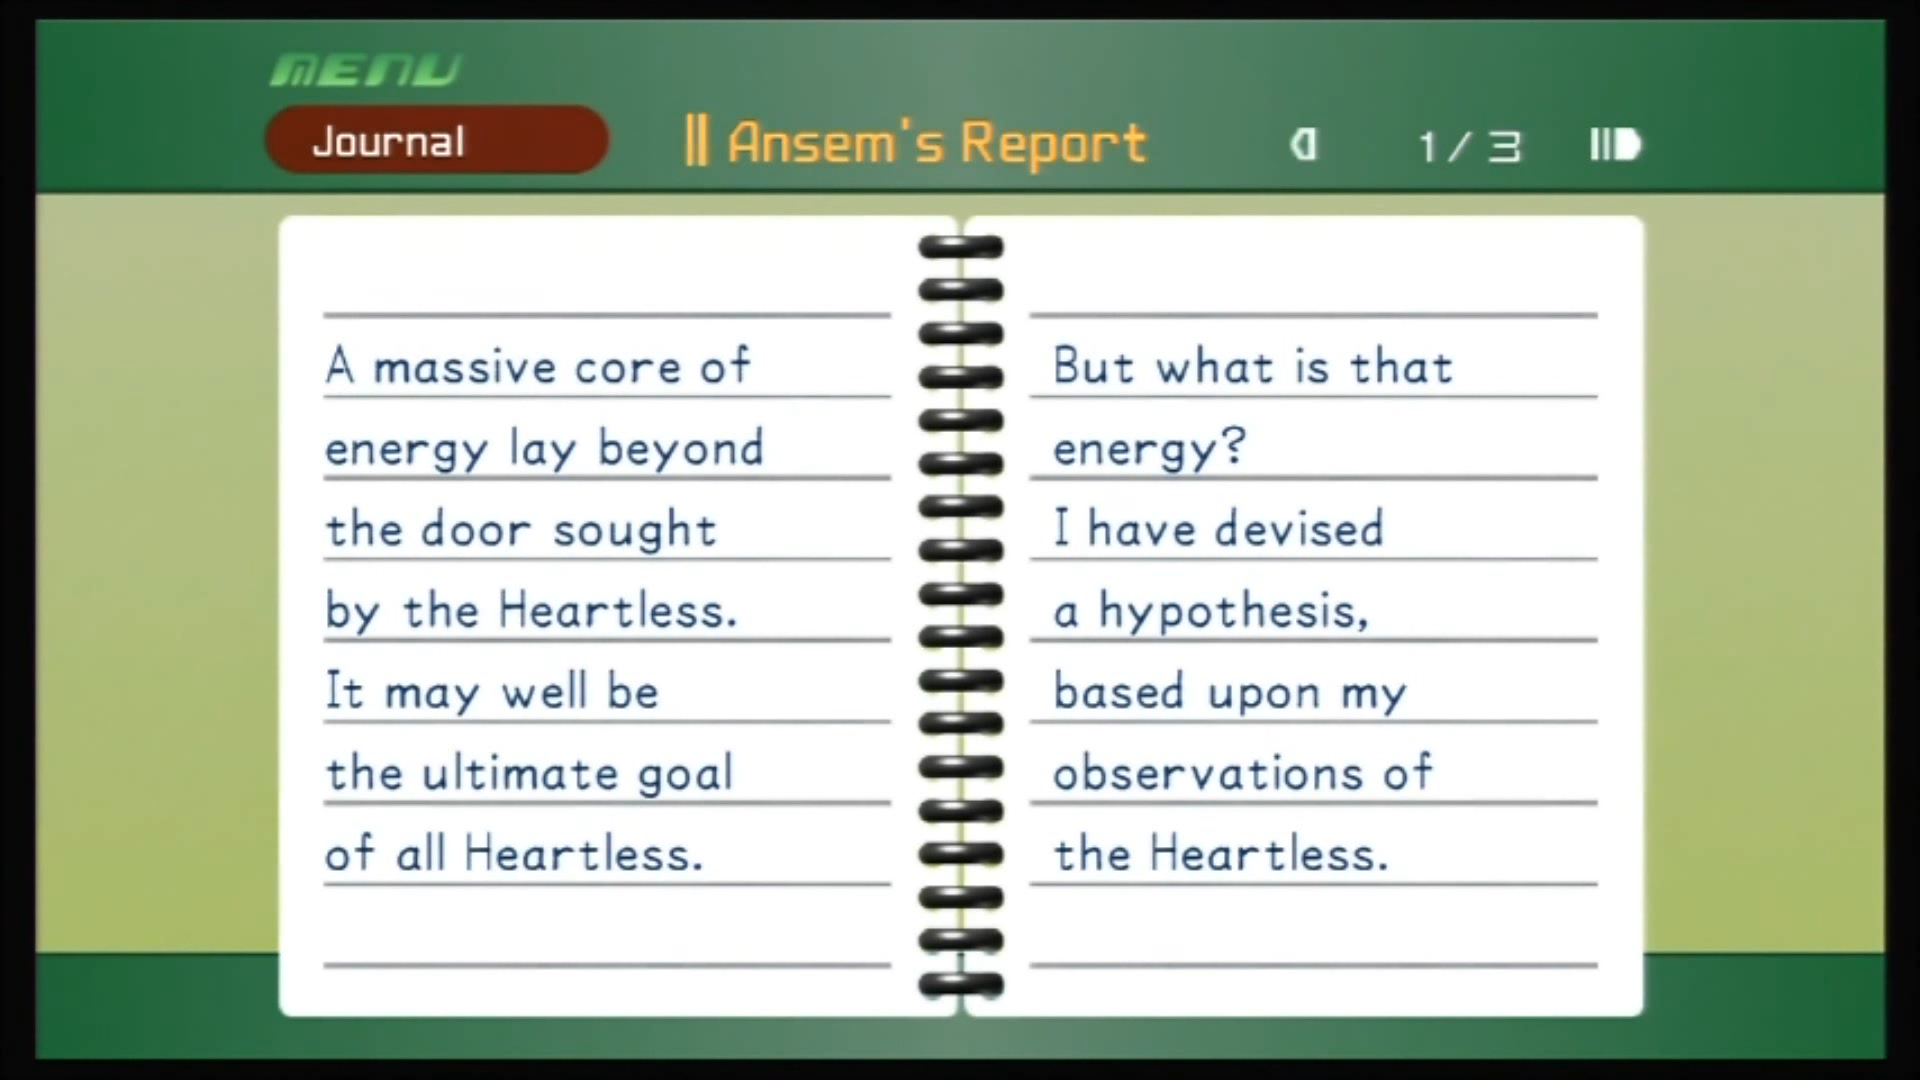 MENU
Journal
Ansem's Report
1/3
A massive core of
energy lay beyond
the door sought
by the Heartless.
It may well be
the ultimate goal
of all Heartless.
But what is that
energy?
I have devised
a hypothesis,
based upon my
observations of
the Heartless.